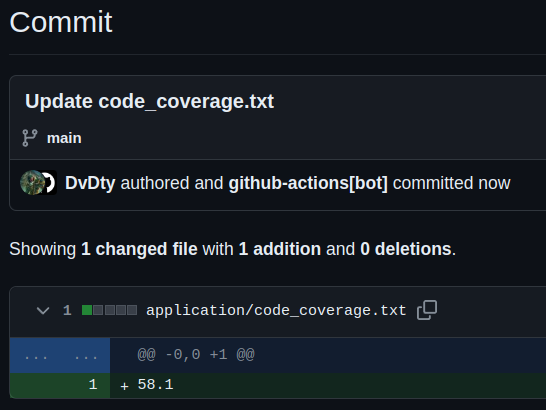 Commit
Update code_coverage.txt
main
DvDty authored and github-actions[bot] committed now
Showing 1 changed file with 1 addition and 0 deletions.
1 application/code_coverage.txt
... ... @@ -0,0 +1 @@
1 + 58.1